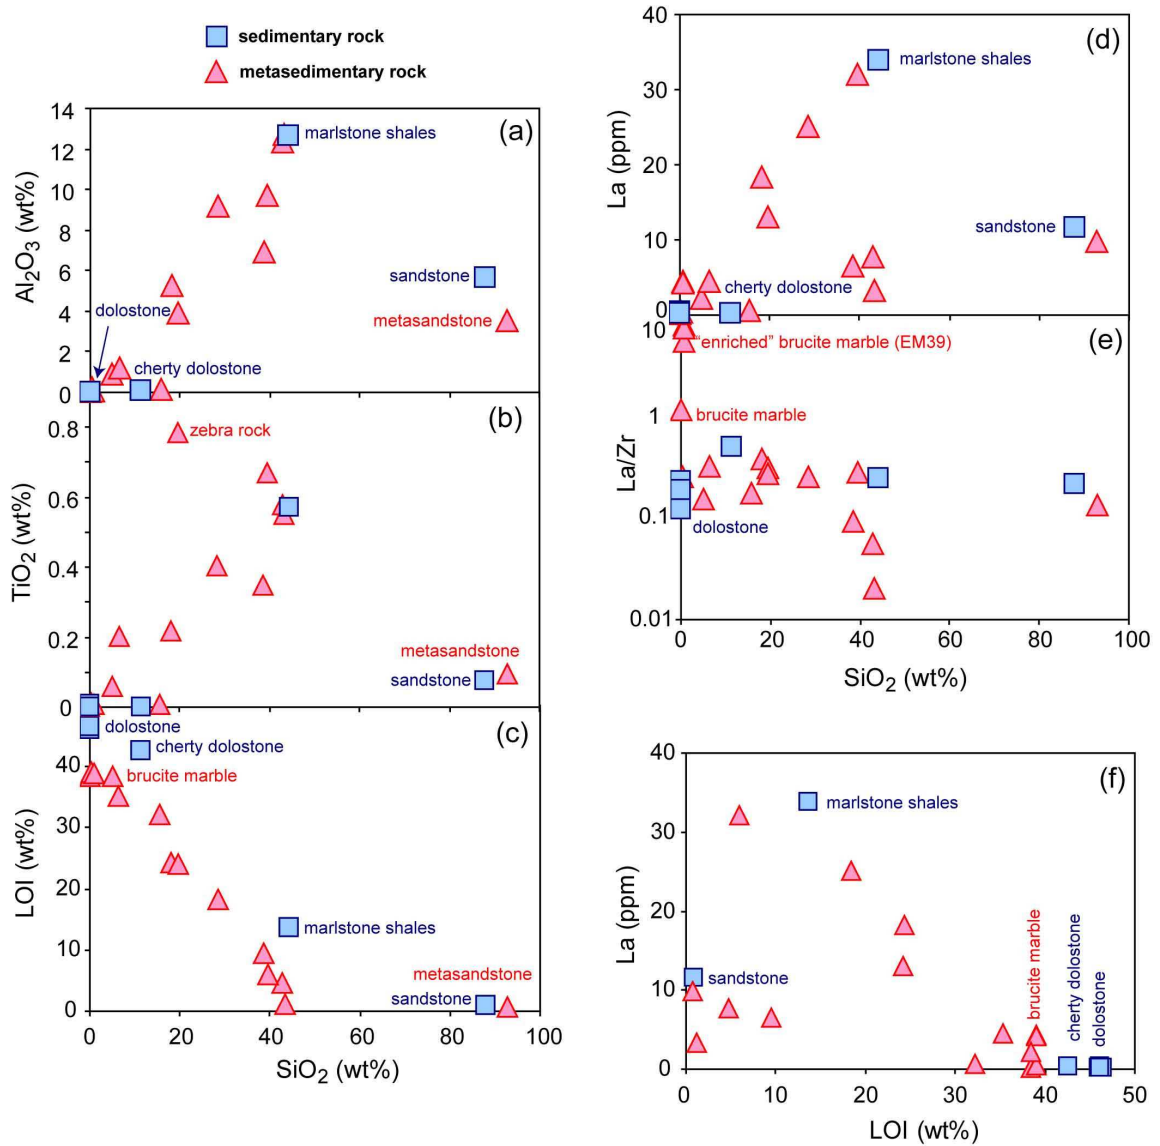 sedimentary rock
metasedimentary rock
(a)
Al₂O₃ (wt%)
14
12
10
8
6
4
2
0
marlstone shales
sandstone
metasandstone
dolostone
cherty dolostone
(b)
TiO₂ (wt%)
0.8
0.6
0.4
0.2
0
zebra rock
metasandstone
sandstone
(c)
LOI (wt%)
40
30
20
10
0
dolostone
cherty dolostone
brucite marble
marlstone shales
metasandstone
sandstone
0 20 40 60 80 100
SiO₂ (wt%)
(d)
La (ppm)
40
30
20
10
0
marlstone shales
sandstone
cherty dolostone
(e)
La/Zr
10
1
0.1
0.01
"enriched" brucite marble (EM39)
brucite marble
dolostone
0 20 40 60 80 100
SiO₂ (wt%)
(f)
La (ppm)
40
30
20
10
0
marlstone shales
sandstone
brucite marble
cherty dolostone
dolostone
0 10 20 30 40 50
LOI (wt%)